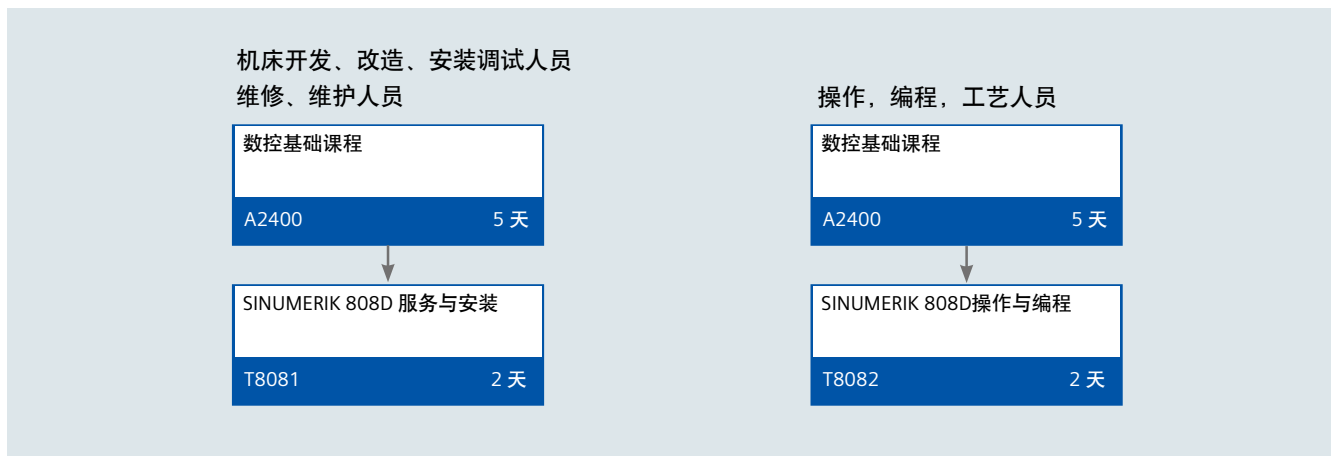 机床开发、改造、安装调试人员
维修、维护人员
数控基础课程
A2400 5 天
SINUMERIK 808D 服务与安装
T8081 2 天
操作，编程，工艺人员
数控基础课程
A2400 5 天
SINUMERIK 808D操作与编程
T8082 2 天